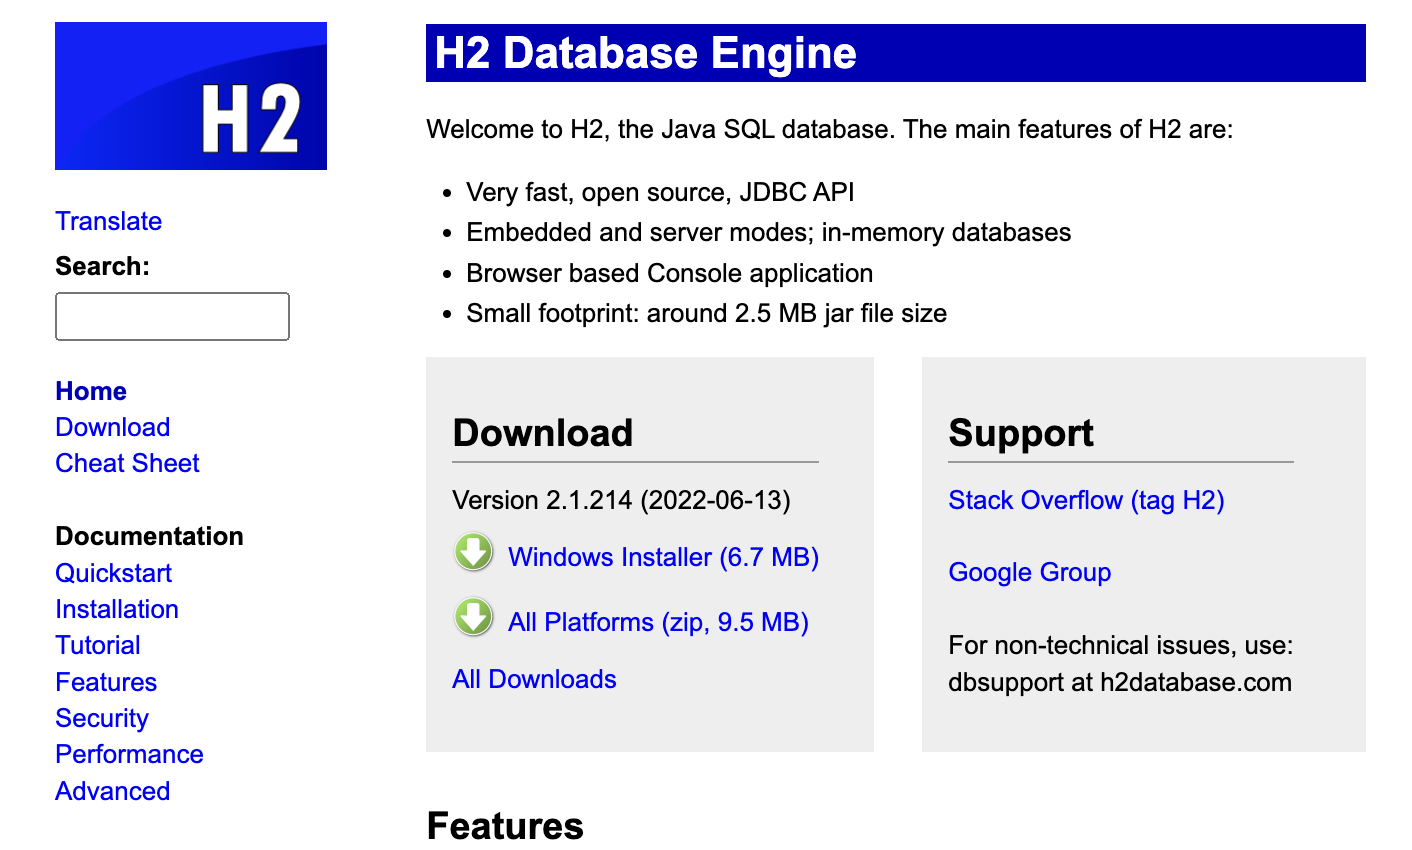 H2
Translate
Search:
Home
Download
Cheat Sheet
Documentation
Quickstart
Installation
Tutorial
Features
Security
Performance
Advanced
H2 Database Engine
Welcome to H2, the Java SQL database. The main features of H2 are:
• Very fast, open source, JDBC API
• Embedded and server modes; in-memory databases
• Browser based Console application
• Small footprint: around 2.5 MB jar file size
Download
Version 2.1.214 (2022-06-13)
Windows Installer (6.7 MB)
All Platforms (zip, 9.5 MB)
All Downloads
Support
Stack Overflow (tag H2)
Google Group
For non-technical issues, use:
dbsupport at h2database.com
Features